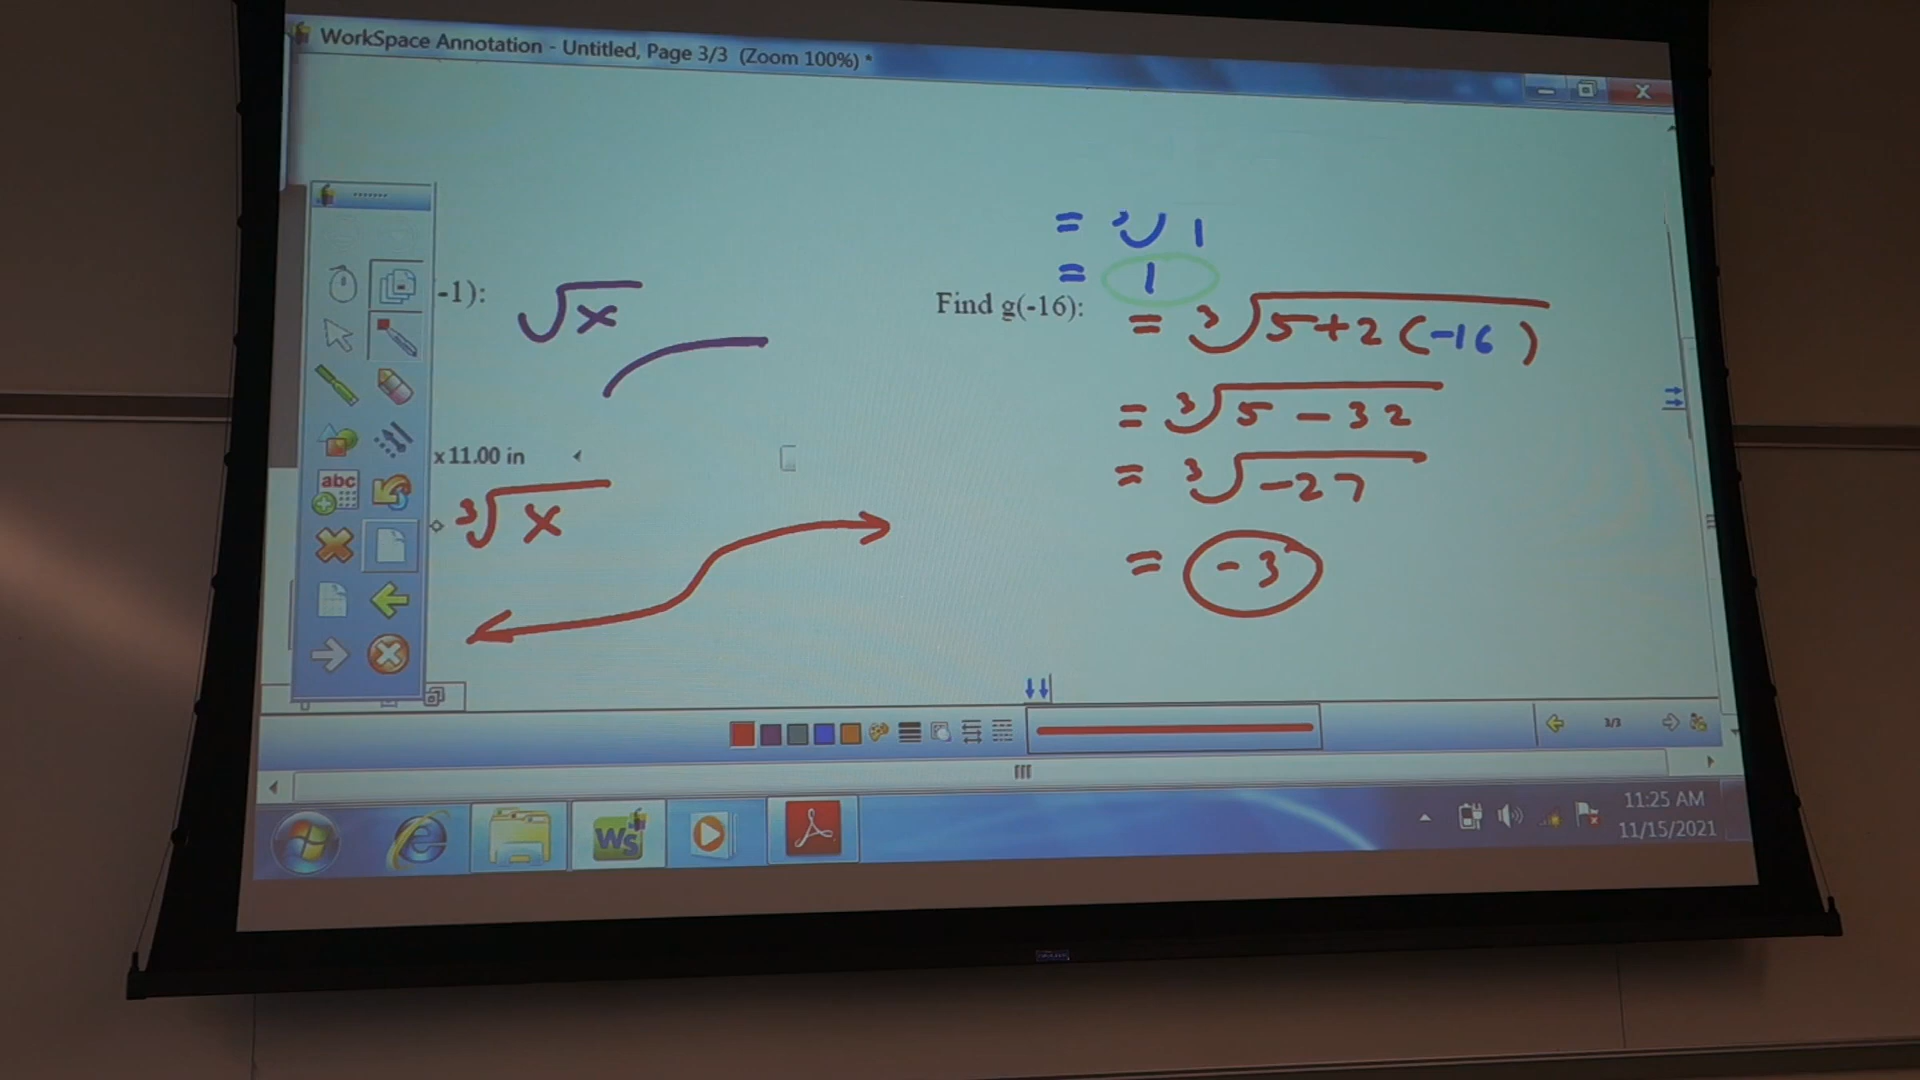 WorkSpace Annotation - Untitled, Page 3/3 (Zoom 100%) *
= ∛ 1
= 1
-1):
√x
Find g(-16):
= ∛5+2(-16)
= ∛5 - 32
abc
x 11.00 in
= ∛-27
∛x
= -3
3/3
WS
11:25 AM
11/15/2021